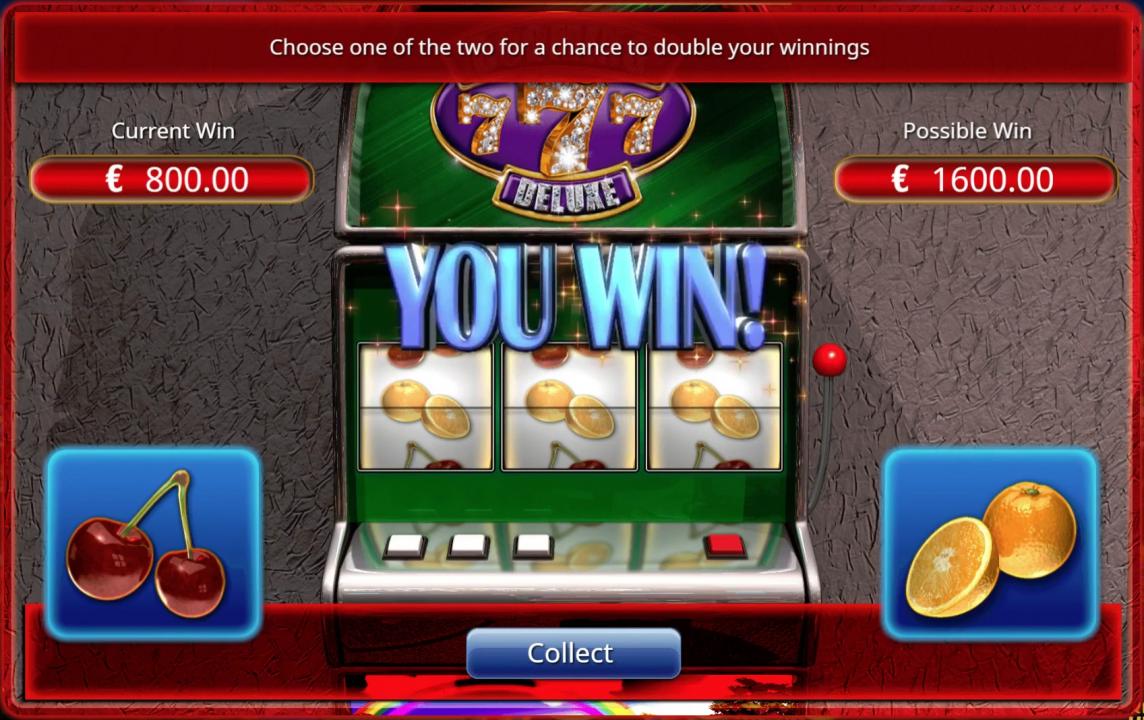 Choose one of the two for a chance to double your winnings
Current Win
Possible Win
€ 800.00
€ 1600.00
777
DELUXE
YOU WIN!
Collect